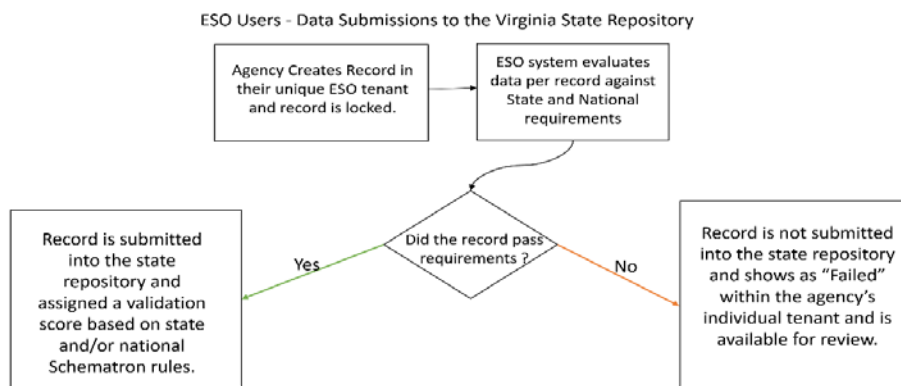 ESO Users - Data Submissions to the Virginia State Repository
Agency Creates Record in
their unique ESO tenant
and record is locked.
ESO system evaluates
data per record against
State and National
requirements
Did the record pass
requirements ?
Yes
No
Record is submitted
into the state
repository and
assigned a validation
score based on state
and/or national
Schematron rules.
Record is not submitted
into the state repository
and shows as “Failed”
within the agency’s
individual tenant and is
available for review.